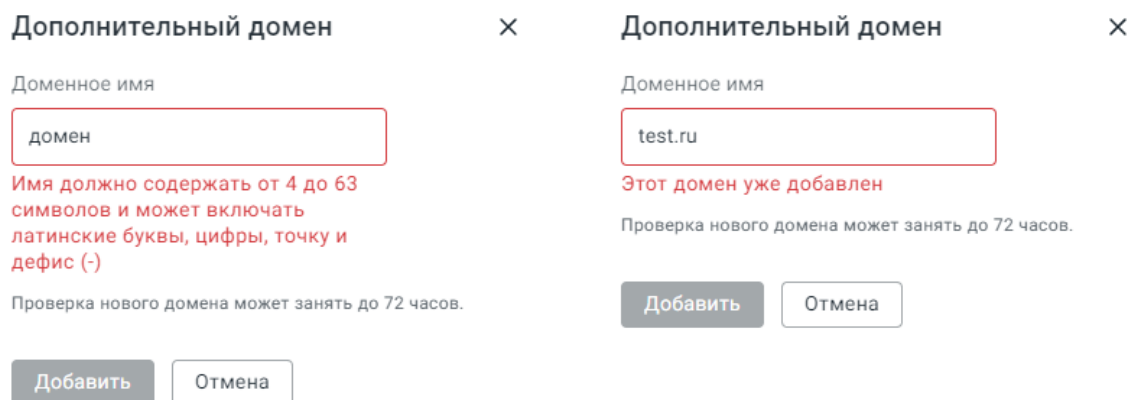 Дополнительный домен
Доменное имя
домен
Имя должно содержать от 4 до 63
символов и может включать
латинские буквы, цифры, точку и
дефис (-)
Проверка нового домена может занять до 72 часов.
Добавить
Отмена
Дополнительный домен
Доменное имя
test.ru
Этот домен уже добавлен
Проверка нового домена может занять до 72 часов.
Добавить
Отмена